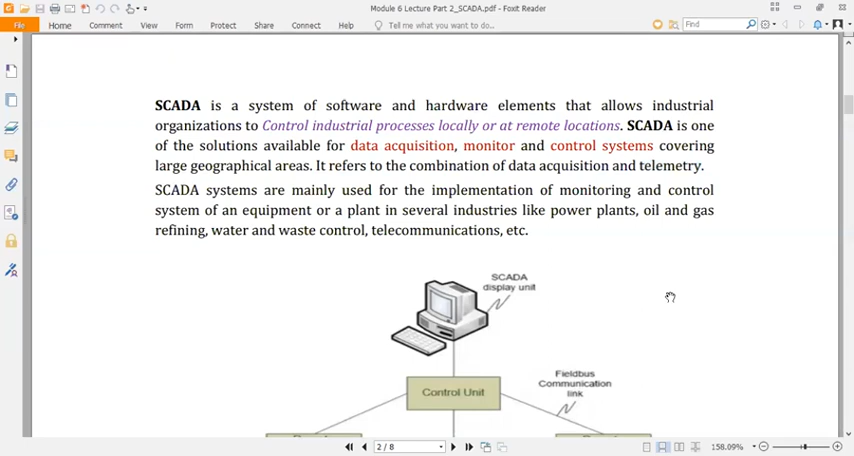 Module 6 Lecture Part 2_SCADA.pdf - Foxit Reader
File Home Comment View Form Protect Share Connect Help Tell me what you want to do.. Find
SCADA is a system of software and hardware elements that allows industrial
organizations to Control industrial processes locally or at remote locations. SCADA is one
of the solutions available for data acquisition, monitor and control systems covering
large geographical areas. It refers to the combination of data acquisition and telemetry.
SCADA systems are mainly used for the implementation of monitoring and control
system of an equipment or a plant in several industries like power plants, oil and gas
refining, water and waste control, telecommunications, etc.
SCADA
display unit
Fieldbus
Communication
link
Control Unit
2 / 8
158.09%